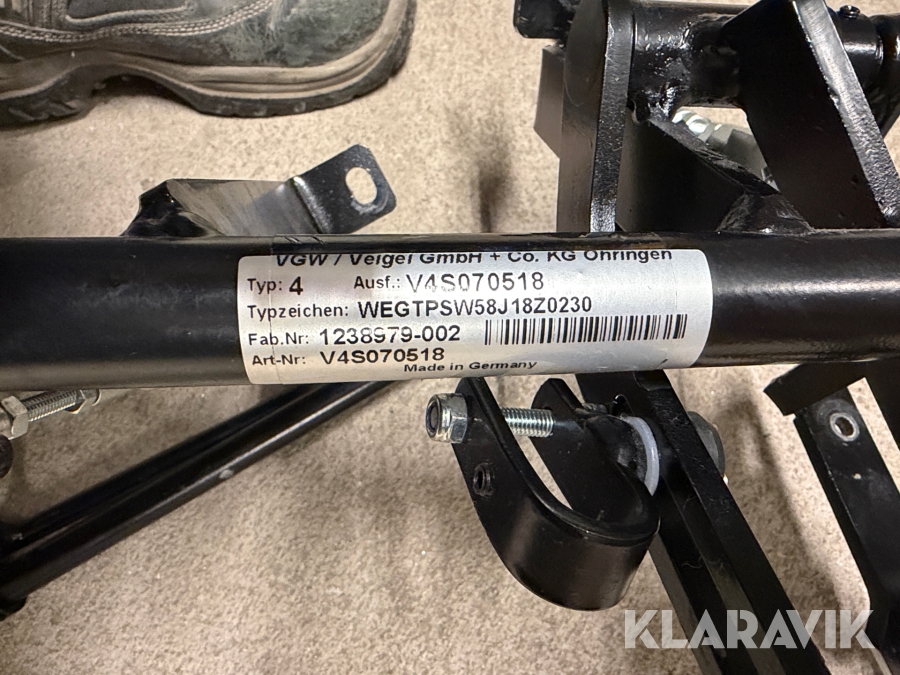 VGW / Veigel GmbH + Co. KG Öhringen
Typ: 4 Ausf.: V4S070518
Typzeichen: WEGTPSW58J18Z0230
Fab.Nr: 1238979-002
Art-Nr: V4S070518
Made in Germany
KLARAVIK